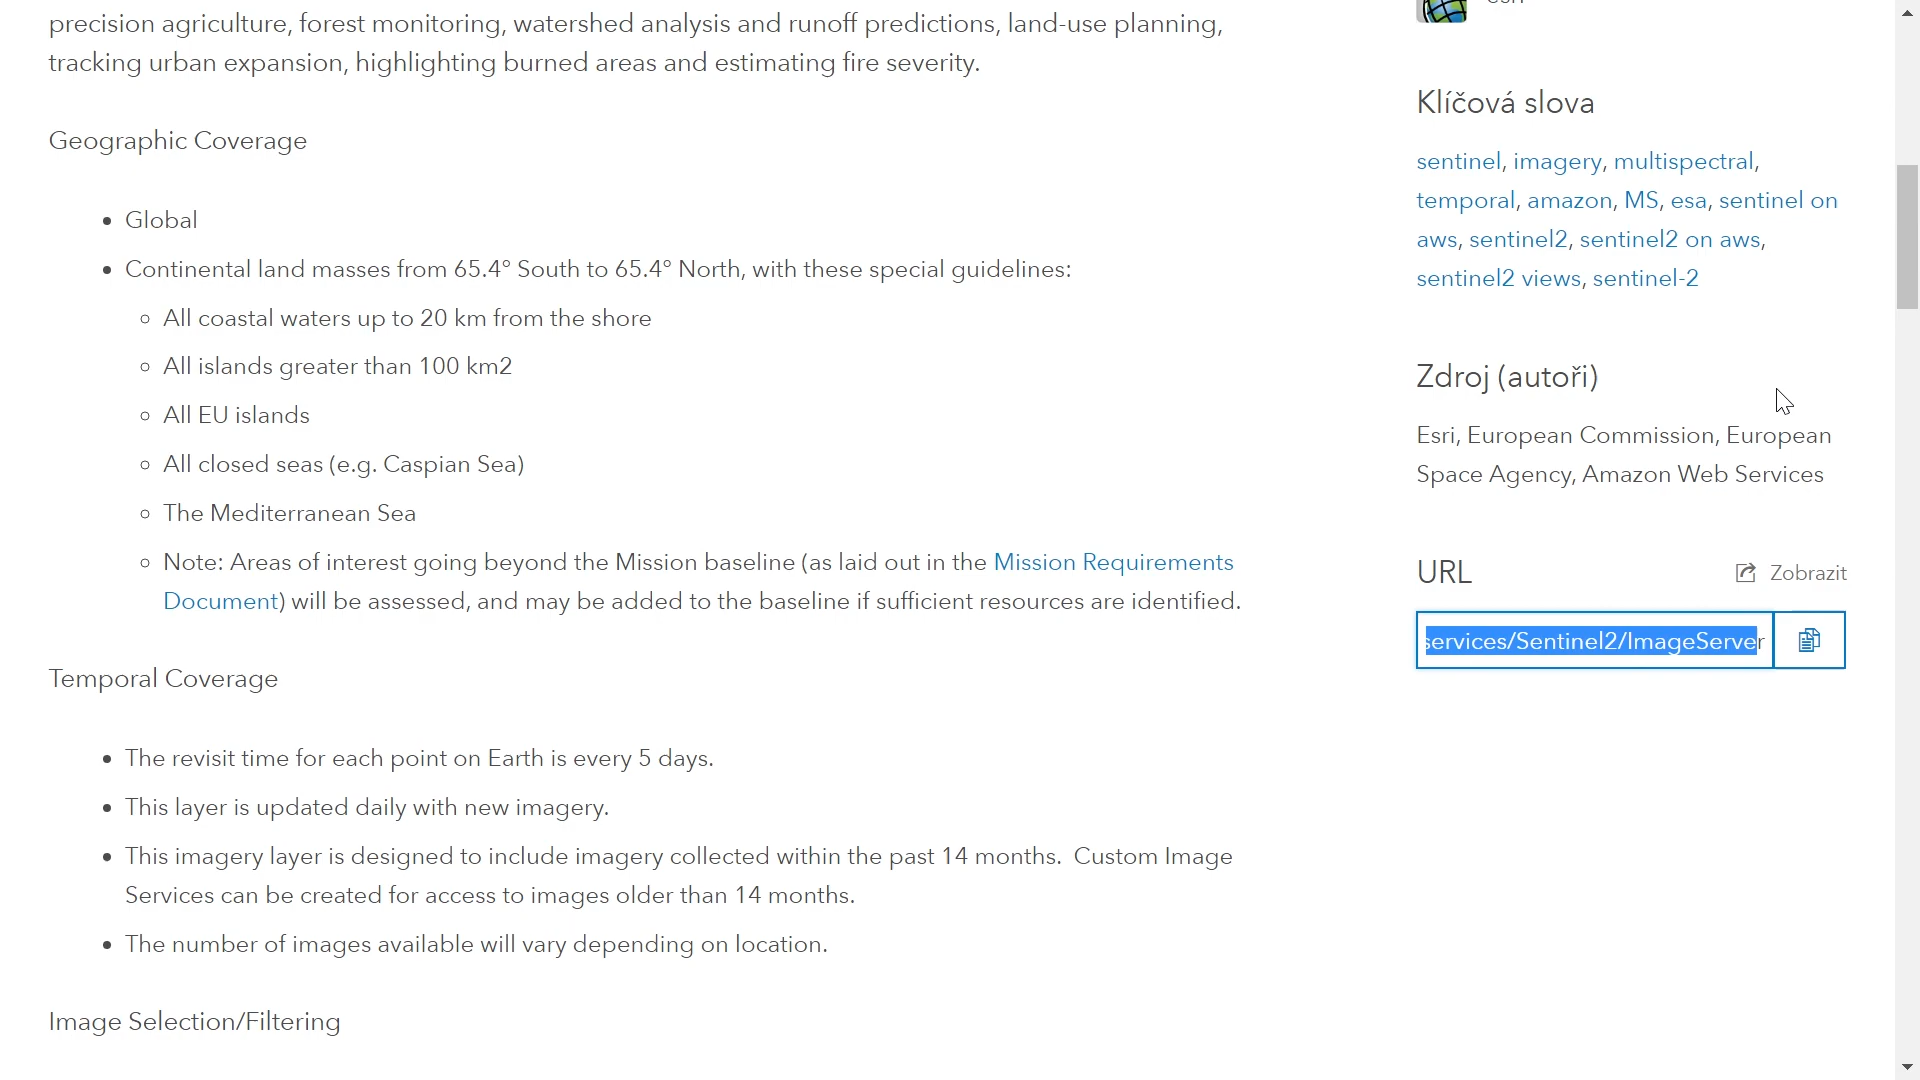 precision agriculture, forest monitoring, watershed analysis and runoff predictions, land-use planning,
tracking urban expansion, highlighting burned areas and estimating fire severity.
Geographic Coverage
Global
Continental land masses from 65.4° South to 65.4° North, with these special guidelines:
All coastal waters up to 20 km from the shore
All islands greater than 100 km2
All EU islands
All closed seas (e.g. Caspian Sea)
The Mediterranean Sea
Note: Areas of interest going beyond the Mission baseline (as laid out in the Mission Requirements
Document) will be assessed, and may be added to the baseline if sufficient resources are identified.
Temporal Coverage
The revisit time for each point on Earth is every 5 days.
This layer is updated daily with new imagery.
This imagery layer is designed to include imagery collected within the past 14 months.  Custom Image
Services can be created for access to images older than 14 months.
The number of images available will vary depending on location.
Image Selection/Filtering
Klíčová slova
sentinel, imagery, multispectral,
temporal, amazon, MS, esa, sentinel on
aws, sentinel2, sentinel2 on aws,
sentinel2 views, sentinel-2
Zdroj (autoři)
Esri, European Commission, European
Space Agency, Amazon Web Services
URL
Zobrazit
services/Sentinel2/ImageServer